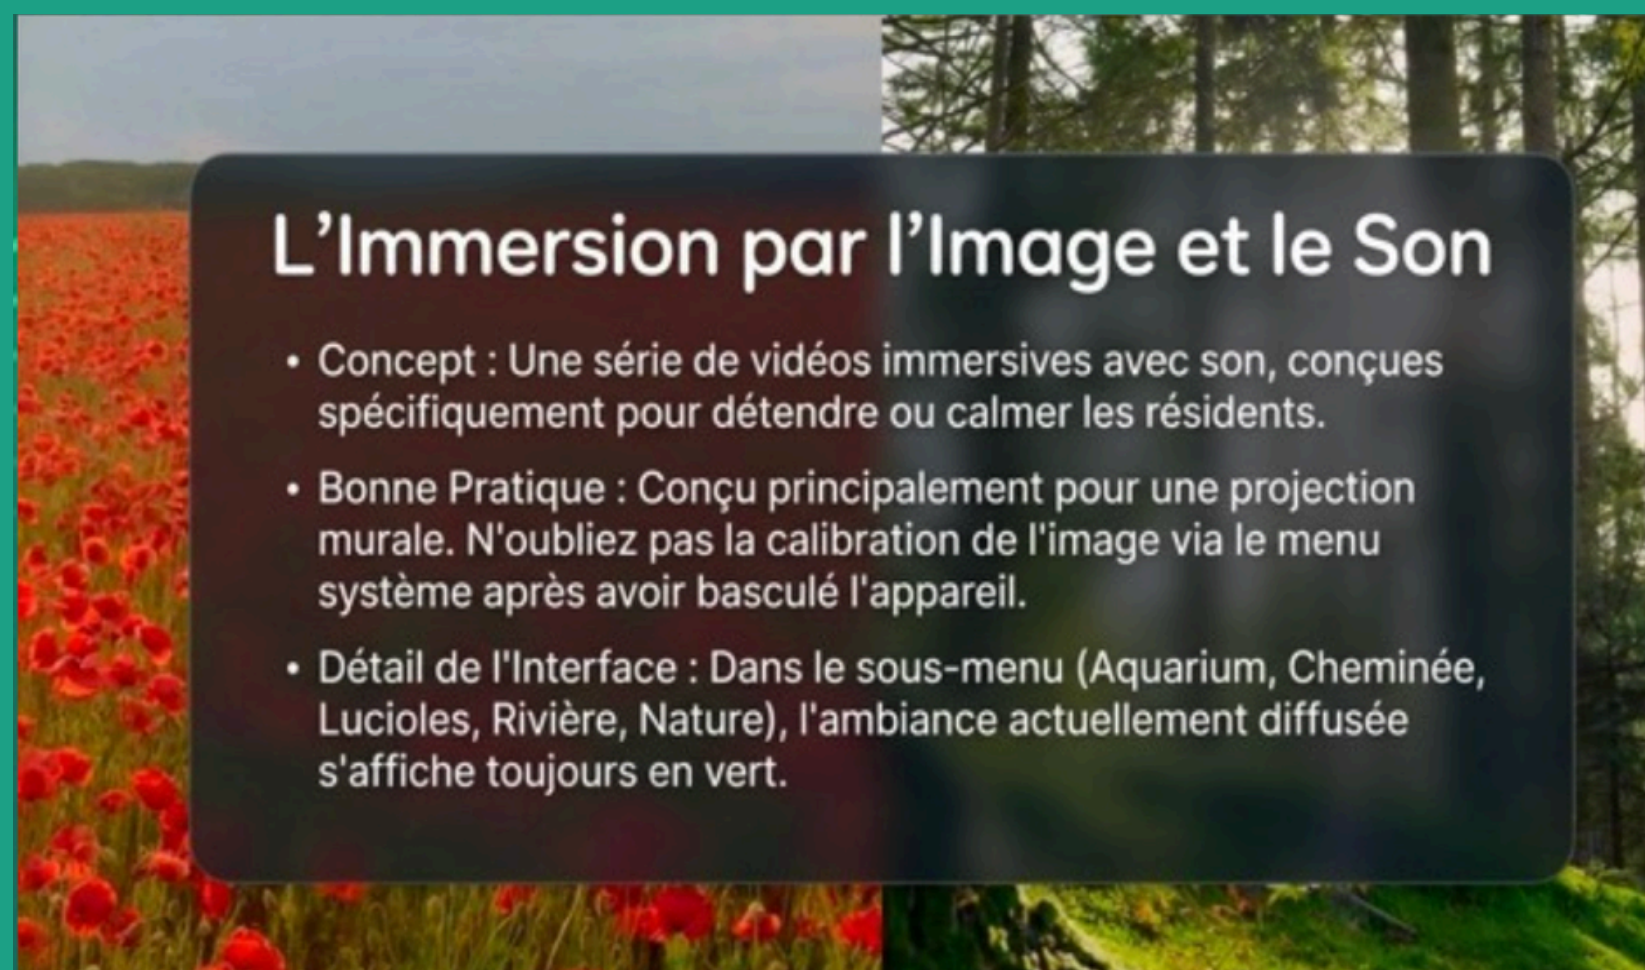 L’Immersion par l’Image et le Son
• Concept : Une série de vidéos immersives avec son, conçues
spécifiquement pour détendre ou calmer les résidents.
• Bonne Pratique : Conçu principalement pour une projection
murale. N'oubliez pas la calibration de l'image via le menu
système après avoir basculé l'appareil.
• Détail de l'Interface : Dans le sous-menu (Aquarium, Cheminée,
Lucioles, Rivière, Nature), l'ambiance actuellement diffusée
s'affiche toujours en vert.